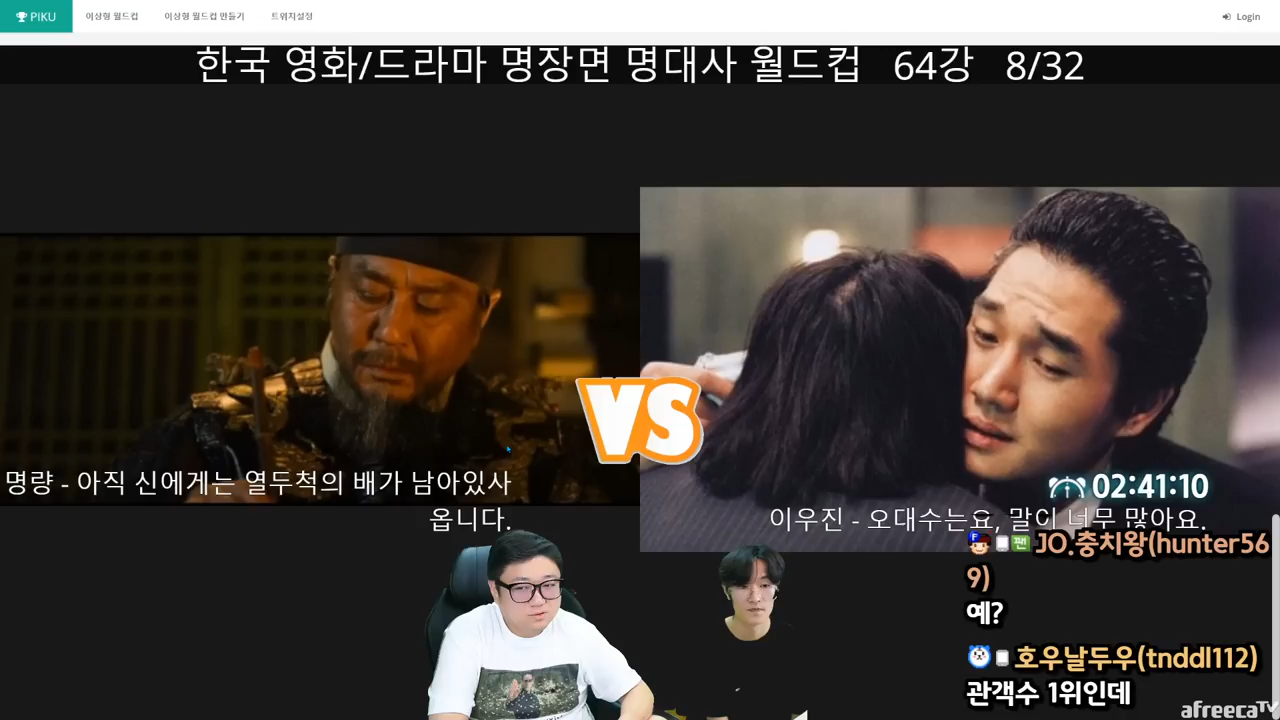 PIKU
이상형 월드컵
이상형 월드컵 만들기
트위치설정
Login
한국 영화/드라마 명장면 명대사 월드컵 64강 8/32
VS
명량 - 아직 신에게는 열두척의 배가 남아있사
옵니다.
02:41:10
이우진 - 오대수는요, 말이 너무 많아요.
F 팬 JO.충치왕(hunter56
9)
예?
호우날두우(tnddl112)
관객수 1위인데
afreecaTV